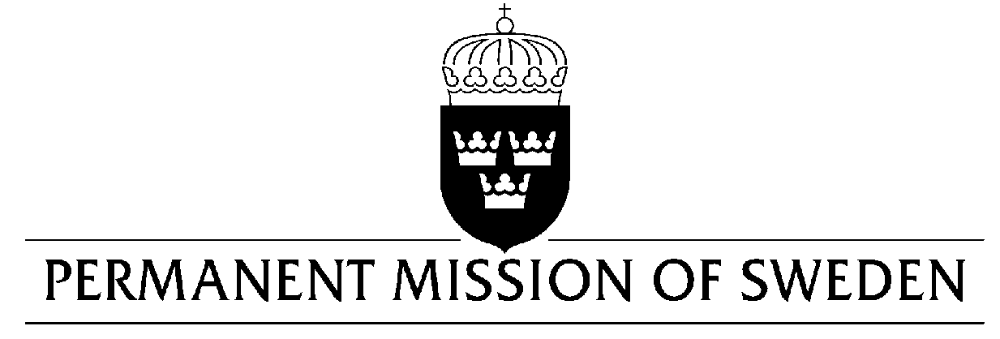 PERMANENT MISSION OF SWEDEN